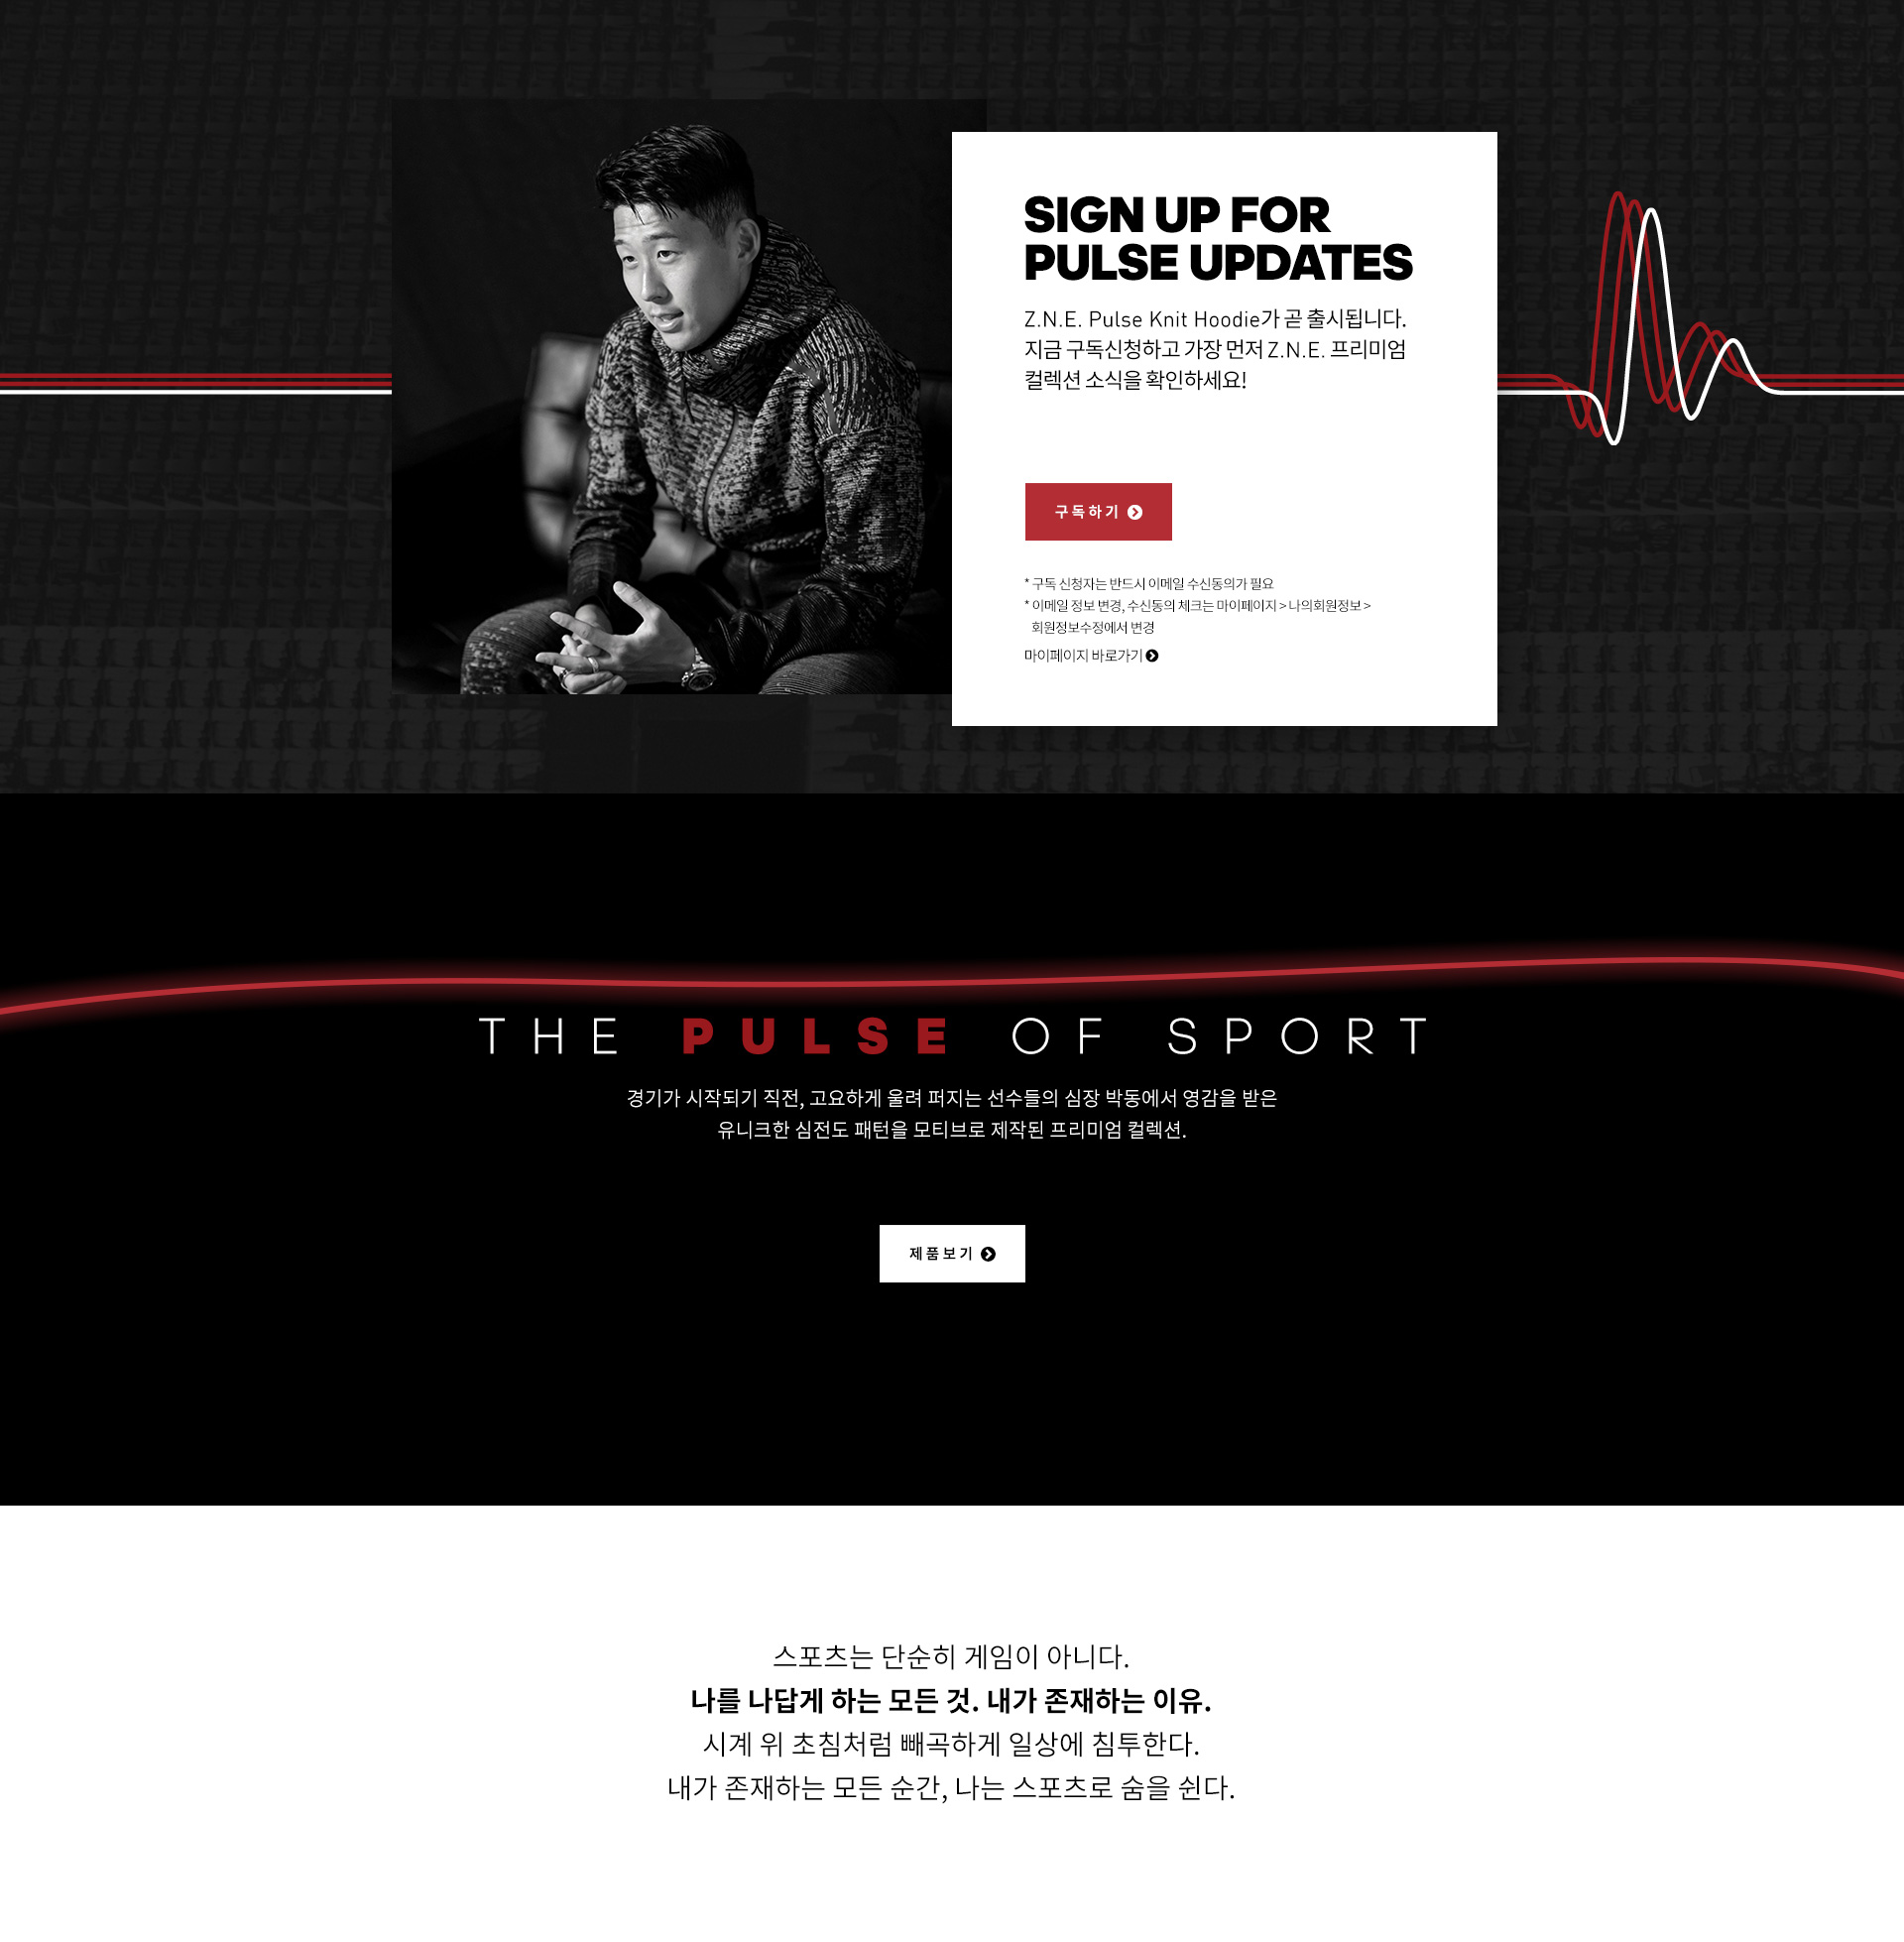 SIGN UP FOR
PULSE UPDATES
Z.N.E. Pulse Knit Hoodie가 곧 출시됩니다.
지금 구독신청하고 가장 먼저 Z.N.E. 프리미엄
컬렉션 소식을 확인하세요!
구독하기
* 구독 신청자는 반드시 이메일 수신동의가 필요
* 이메일 정보 변경, 수신동의 체크는 마이페이지 > 나의회원정보 >
회원정보수정에서 변경
마이페이지 바로가기
THE PULSE OF SPORT
경기가 시작되기 직전, 고요하게 울려 퍼지는 선수들의 심장 박동에서 영감을 받은
유니크한 심전도 패턴을 모티브로 제작된 프리미엄 컬렉션.
제품보기
스포츠는 단순히 게임이 아니다.
나를 나답게 하는 모든 것. 내가 존재하는 이유.
시계 위 초침처럼 빼곡하게 일상에 침투한다.
내가 존재하는 모든 순간, 나는 스포츠로 숨을 쉰다.